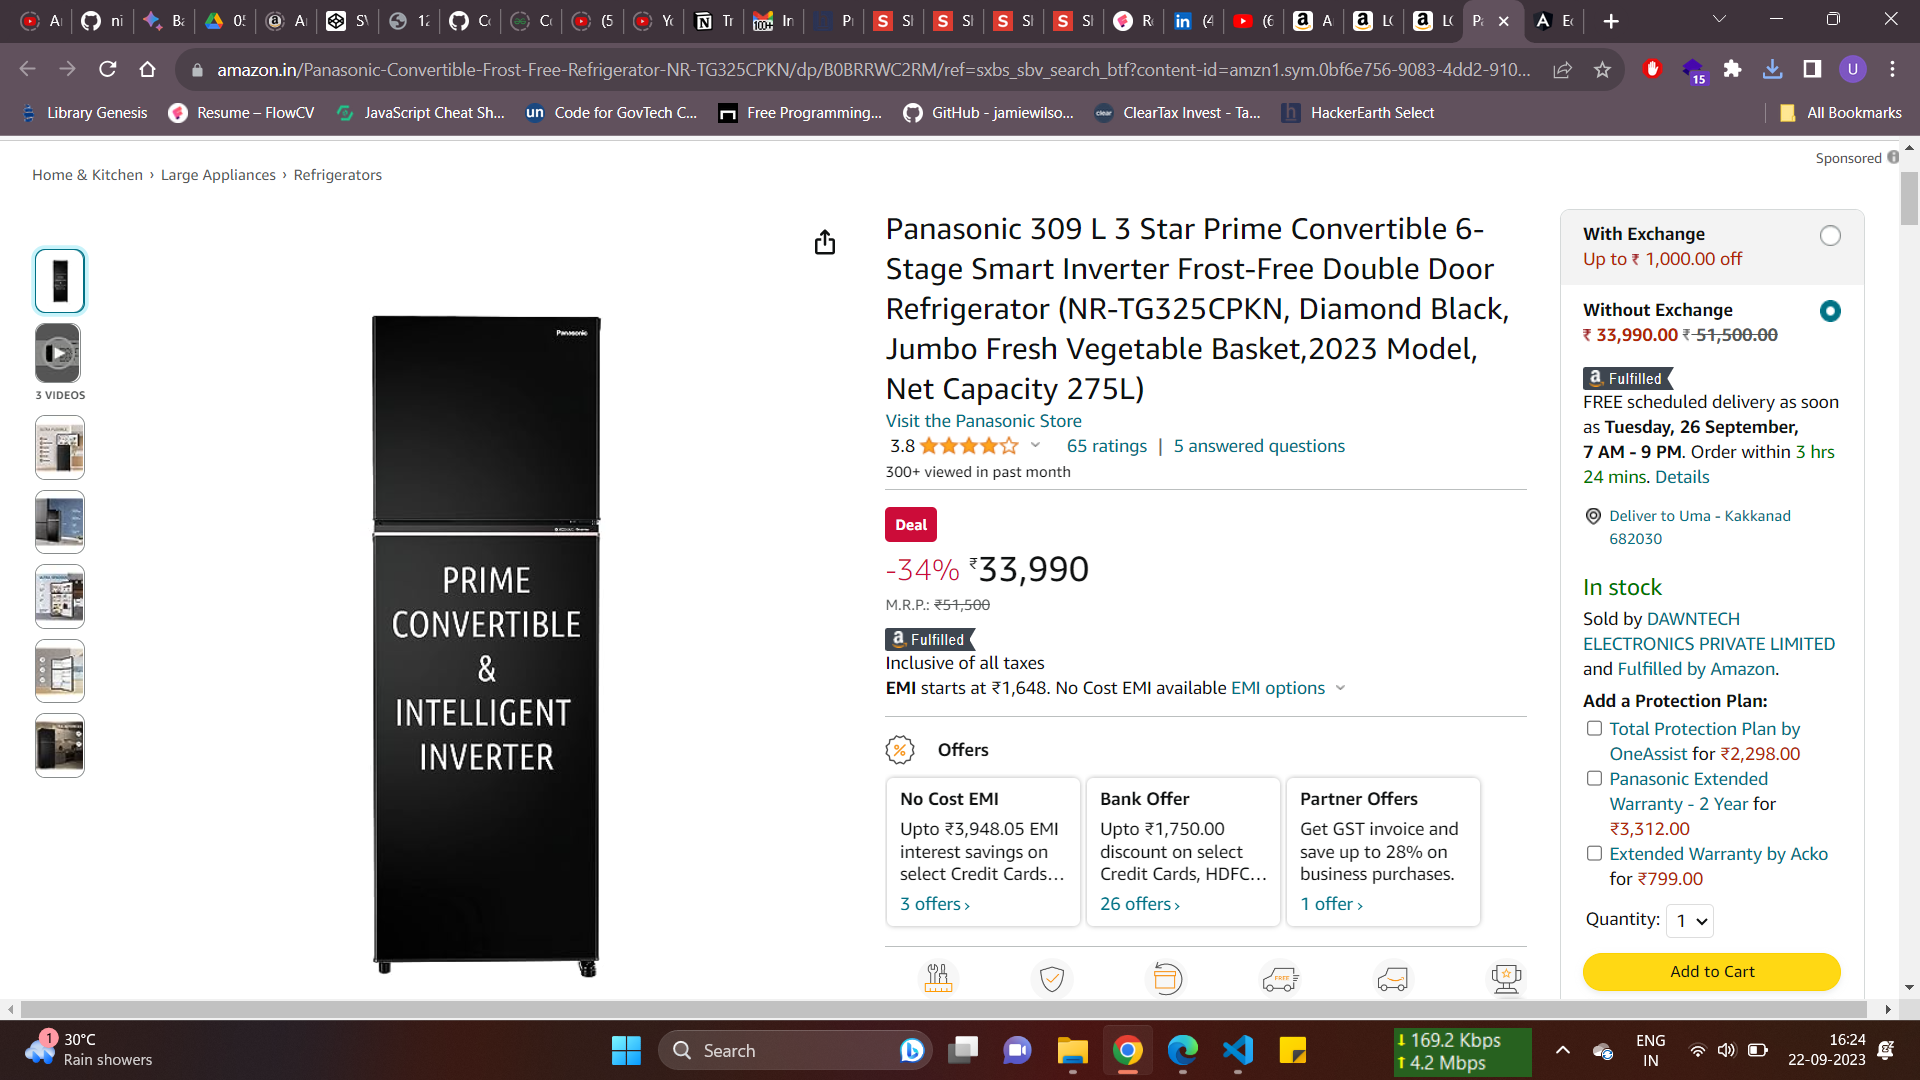 amazon.in/Panasonic-Convertible-Frost-Free-Refrigerator-NR-TG325CPKN/dp/B0BRRWC2RM/ref=sxbs_sbv_search_btf?content-id=amzn1.sym.0bf6e756-9083-4dd2-910...
15
U
Library Genesis
Resume – FlowCV
JavaScript Cheat Sh...
un Code for GovTech C...
Free Programming...
GitHub - jamiewilso...
clear ClearTax Invest - Ta...
h HackerEarth Select
All Bookmarks
Sponsored
Home & Kitchen › Large Appliances › Refrigerators
3 VIDEOS
Panasonic
PRIME
CONVERTIBLE
&
INTELLIGENT
INVERTER
Panasonic 309 L 3 Star Prime Convertible 6-
Stage Smart Inverter Frost-Free Double Door
Refrigerator (NR-TG325CPKN, Diamond Black,
Jumbo Fresh Vegetable Basket,2023 Model,
Net Capacity 275L)
Visit the Panasonic Store
3.8
65 ratings | 5 answered questions
300+ viewed in past month
Deal
-34% ₹33,990
M.R.P.: ₹51,500
a Fulfilled
Inclusive of all taxes
EMI starts at ₹1,648. No Cost EMI available EMI options
% Offers
No Cost EMI
Upto ₹3,948.05 EMI
interest savings on
select Credit Cards…
3 offers ›
Bank Offer
Upto ₹1,750.00
discount on select
Credit Cards, HDFC…
26 offers ›
Partner Offers
Get GST invoice and
save up to 28% on
business purchases.
1 offer ›
FREE
With Exchange
Up to ₹ 1,000.00 off
Without Exchange
₹ 33,990.00 ₹ 51,500.00
a Fulfilled
FREE scheduled delivery as soon
as Tuesday, 26 September,
7 AM - 9 PM. Order within 3 hrs
24 mins. Details
Deliver to Uma - Kakkanad
682030
In stock
Sold by DAWNTECH
ELECTRONICS PRIVATE LIMITED
and Fulfilled by Amazon.
Add a Protection Plan:
Total Protection Plan by
OneAssist for ₹2,298.00
Panasonic Extended
Warranty - 2 Year for
₹3,312.00
Extended Warranty by Acko
for ₹799.00
Quantity: 1
Add to Cart
1
30°C
Rain showers
Search
169.2 Kbps
4.2 Mbps
ENG
IN
16:24
22-09-2023